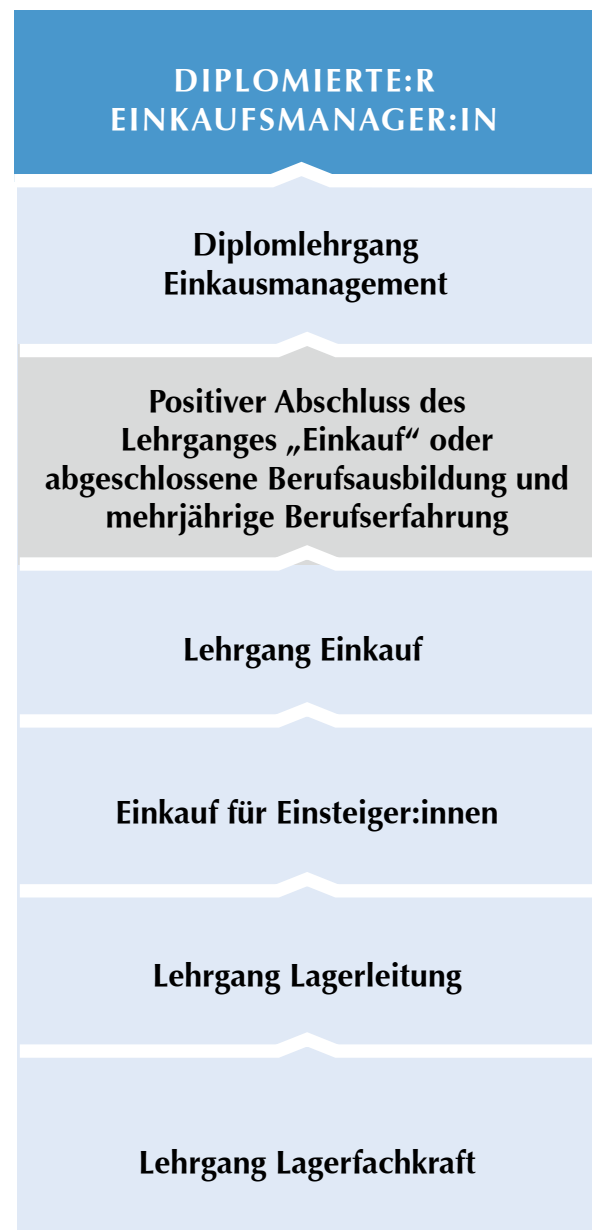 DIPLOMIERTE:R
EINKAUFSMANAGER:IN
Diplomlehrgang
Einkausmanagement
Positiver Abschluss des
Lehrganges „Einkauf“ oder
abgeschlossene Berufsausbildung und
mehrjährige Berufserfahrung
Lehrgang Einkauf
Einkauf für Einsteiger:innen
Lehrgang Lagerleitung
Lehrgang Lagerfachkraft